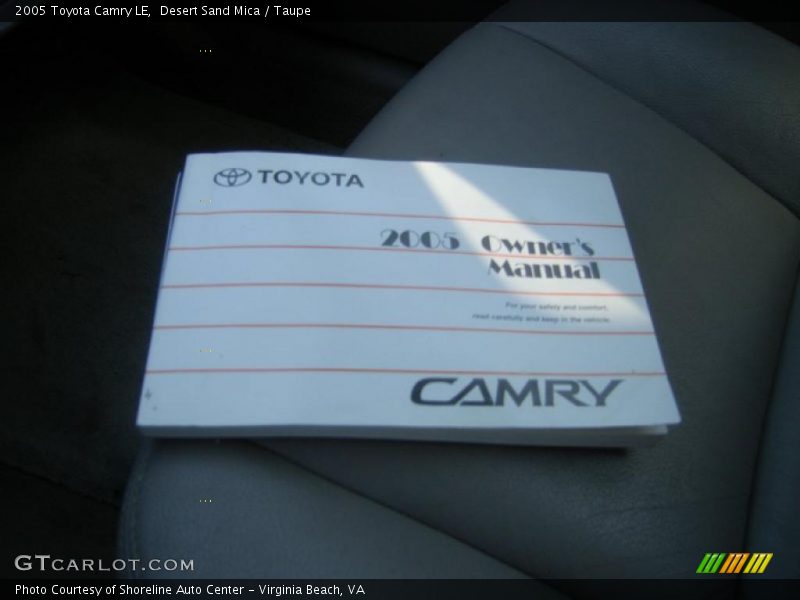 2005 Toyota Camry LE,  Desert Sand Mica / Taupe
TOYOTA
2005 Owner's
Manual
For your safety and comfort,
read carefully and keep in the vehicle.
CAMRY
GTCARLOT.COM
Photo Courtesy of Shoreline Auto Center - Virginia Beach, VA